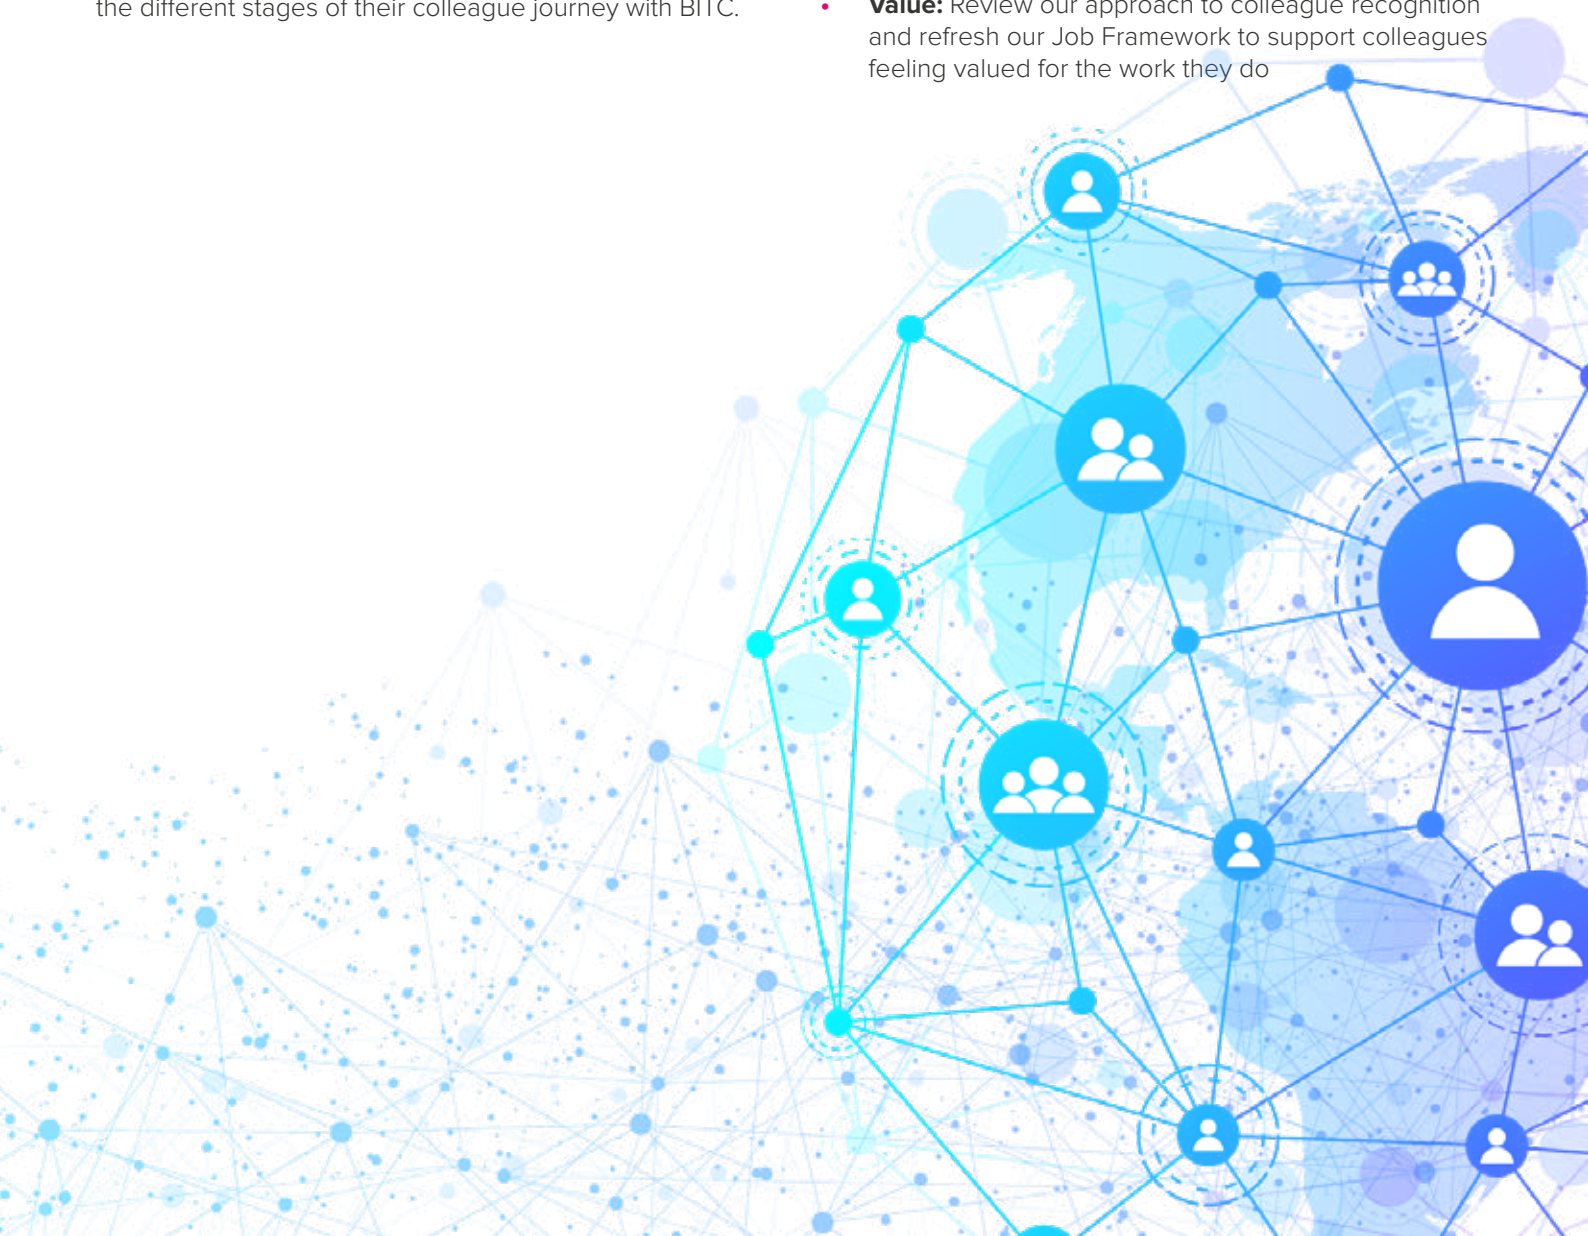 the different stages of their colleague journey with BITC.
• Value: Review our approach to colleague recognition
and refresh our Job Framework to support colleagues
feeling valued for the work they do